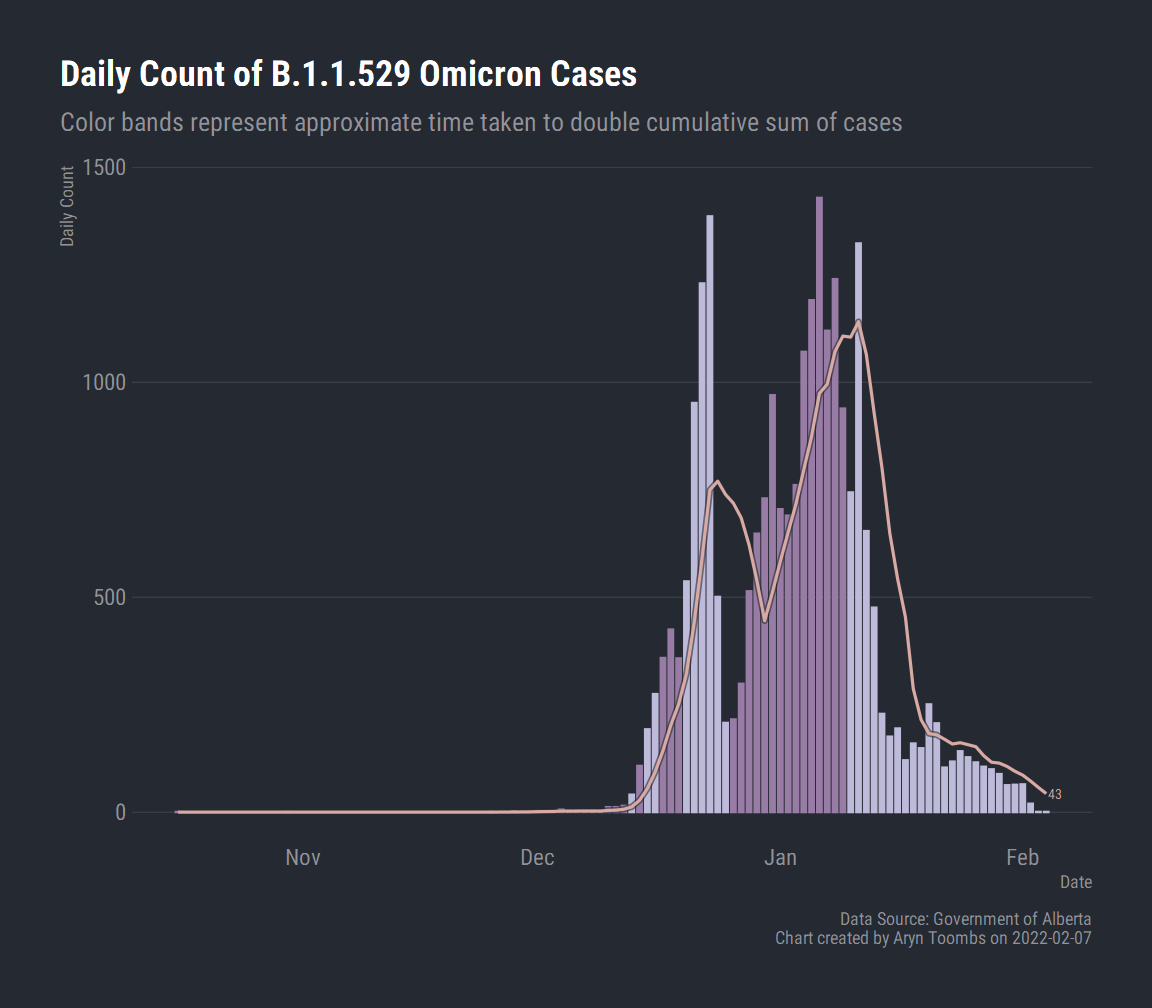 Daily Count of B.1.1.529 Omicron Cases
Color bands represent approximate time taken to double cumulative sum of cases
Daily Count
1500
1000
500
0
43
Nov Dec Jan Feb
Date
Data Source: Government of Alberta
Chart created by Aryn Toombs on 2022-02-07